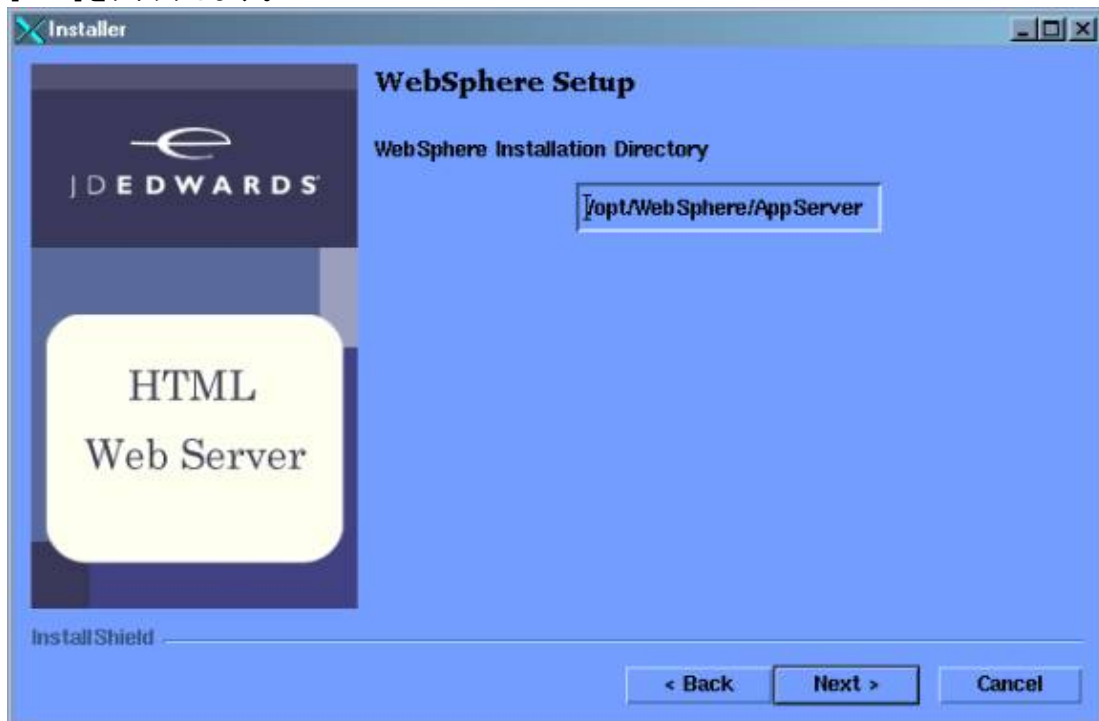 Installer
WebSphere Setup
WebSphere Installation Directory
/opt/WebSphere/AppServer
JDEDWARDS
HTML
Web Server
InstallShield
< Back
Next >
Cancel